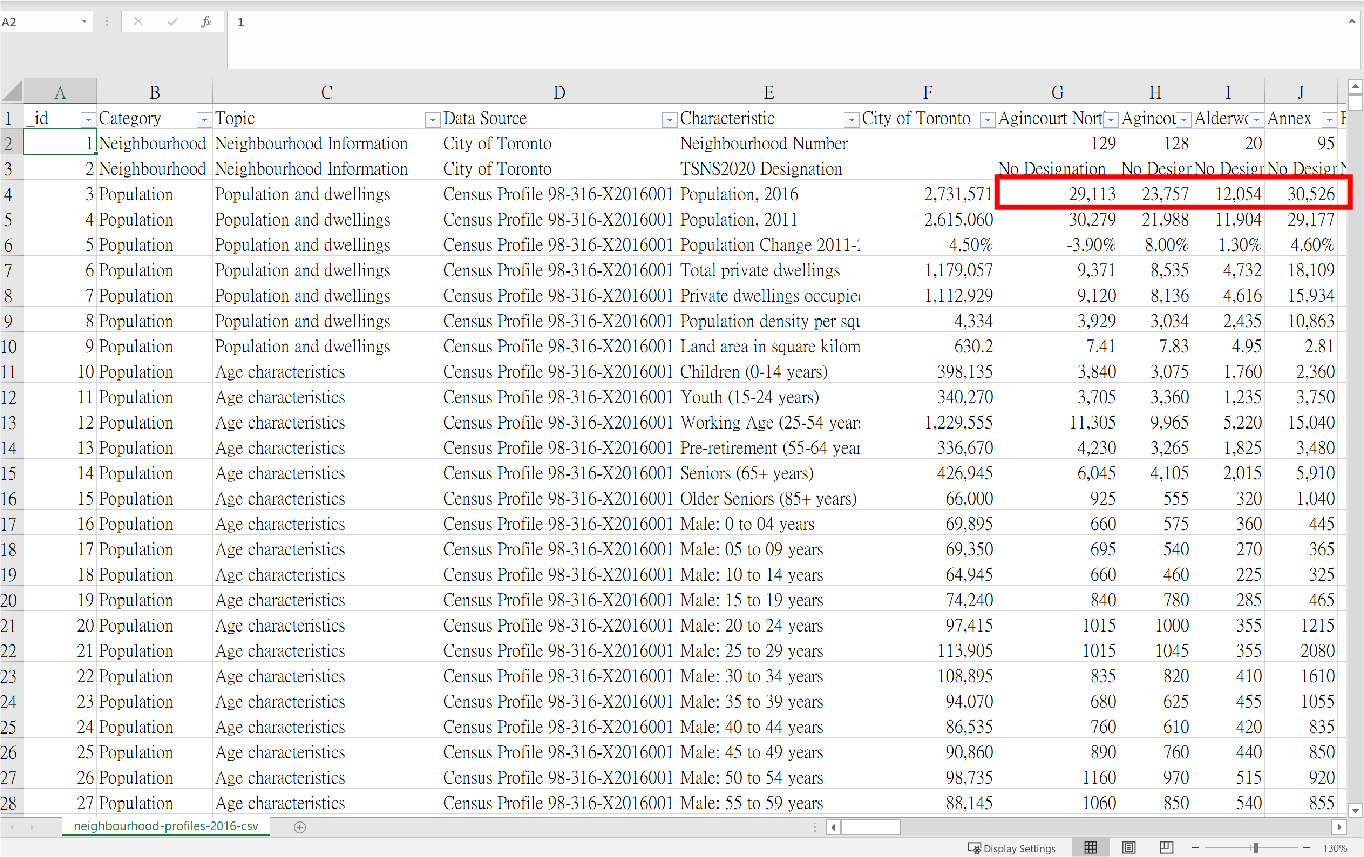 A2 fx 1
A B C D E F G H I J
1 _id Category Topic Data Source Characteristic City of Toronto Agincourt Nort Agincou Alderwo Annex
2 1 Neighbourhood Neighbourhood Information City of Toronto Neighbourhood Number 129 128 20 95
3 2 Neighbourhood Neighbourhood Information City of Toronto TSNS2020 Designation No Designation No Design No Design No Design
4 3 Population Population and dwellings Census Profile 98-316-X2016001 Population, 2016 2,731,571 29,113 23,757 12,054 30,526
5 4 Population Population and dwellings Census Profile 98-316-X2016001 Population, 2011 2,615,060 30,279 21,988 11,904 29,177
6 5 Population Population and dwellings Census Profile 98-316-X2016001 Population Change 2011-2 4.50% -3.90% 8.00% 1.30% 4.60%
7 6 Population Population and dwellings Census Profile 98-316-X2016001 Total private dwellings 1,179,057 9,371 8,535 4,732 18,109
8 7 Population Population and dwellings Census Profile 98-316-X2016001 Private dwellings occupie 1,112,929 9,120 8,136 4,616 15,934
9 8 Population Population and dwellings Census Profile 98-316-X2016001 Population density per squ 4,334 3,929 3,034 2,435 10,863
10 9 Population Population and dwellings Census Profile 98-316-X2016001 Land area in square kilom 630.2 7.41 7.83 4.95 2.81
11 10 Population Age characteristics Census Profile 98-316-X2016001 Children (0-14 years) 398,135 3,840 3,075 1,760 2,360
12 11 Population Age characteristics Census Profile 98-316-X2016001 Youth (15-24 years) 340,270 3,705 3,360 1,235 3,750
13 12 Population Age characteristics Census Profile 98-316-X2016001 Working Age (25-54 year 1,229,555 11,305 9,965 5,220 15,040
14 13 Population Age characteristics Census Profile 98-316-X2016001 Pre-retirement (55-64 year 336,670 4,230 3,265 1,825 3,480
15 14 Population Age characteristics Census Profile 98-316-X2016001 Seniors (65+ years) 426,945 6,045 4,105 2,015 5,910
16 15 Population Age characteristics Census Profile 98-316-X2016001 Older Seniors (85+ years) 66,000 925 555 320 1,040
17 16 Population Age characteristics Census Profile 98-316-X2016001 Male: 0 to 04 years 69,895 660 575 360 445
18 17 Population Age characteristics Census Profile 98-316-X2016001 Male: 05 to 09 years 69,350 695 540 270 365
19 18 Population Age characteristics Census Profile 98-316-X2016001 Male: 10 to 14 years 64,945 660 460 225 325
20 19 Population Age characteristics Census Profile 98-316-X2016001 Male: 15 to 19 years 74,240 840 780 285 465
21 20 Population Age characteristics Census Profile 98-316-X2016001 Male: 20 to 24 years 97,415 1015 1000 355 1215
22 21 Population Age characteristics Census Profile 98-316-X2016001 Male: 25 to 29 years 113,905 1015 1045 355 2080
23 22 Population Age characteristics Census Profile 98-316-X2016001 Male: 30 to 34 years 108,895 835 820 410 1610
24 23 Population Age characteristics Census Profile 98-316-X2016001 Male: 35 to 39 years 94,070 680 625 455 1055
25 24 Population Age characteristics Census Profile 98-316-X2016001 Male: 40 to 44 years 86,535 760 610 420 835
26 25 Population Age characteristics Census Profile 98-316-X2016001 Male: 45 to 49 years 90,860 890 760 440 850
27 26 Population Age characteristics Census Profile 98-316-X2016001 Male: 50 to 54 years 98,735 1160 970 515 920
28 27 Population Age characteristics Census Profile 98-316-X2016001 Male: 55 to 59 years 88,145 1060 850 540 855
neighbourhood-profiles-2016-csv
Display Settings 130%